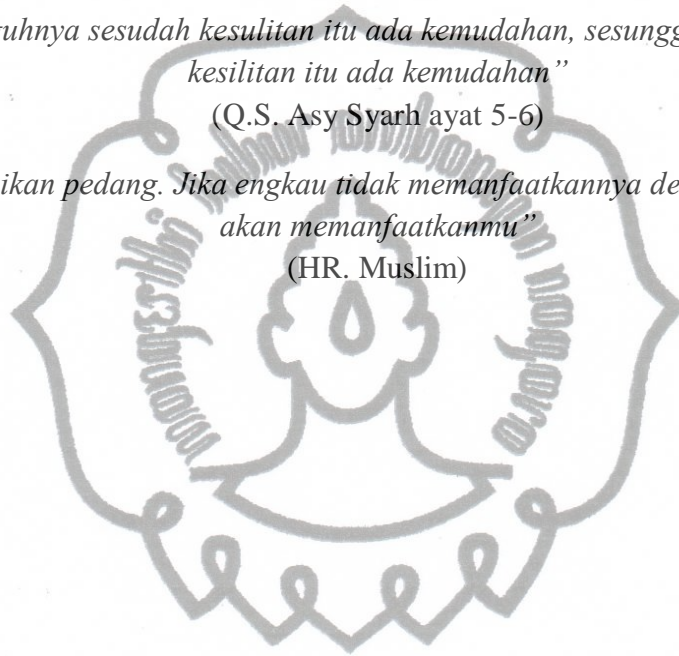 uhnya sesudah kesulitan itu ada kemudahan, sesungg
kesilitan itu ada kemudahan”
(Q.S. Asy Syarh ayat 5-6)
ikan pedang. Jika engkau tidak memanfaatkannya de
akan memanfaatkanmu”
(HR. Muslim)